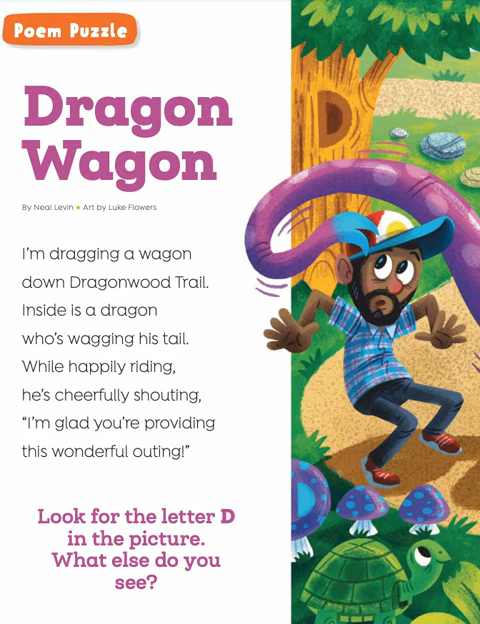 Poem Puzzle
Dragon
Wagon
By Neal Levin ★ Art by Luke Flowers
I'm dragging a wagon
down Dragonwood Trail.
Inside is a dragon
who's wagging his tail.
While happily riding,
he's cheerfully shouting,
“I'm glad you're providing
this wonderful outing!”
Look for the letter D
in the picture.
What else do you
see?
D